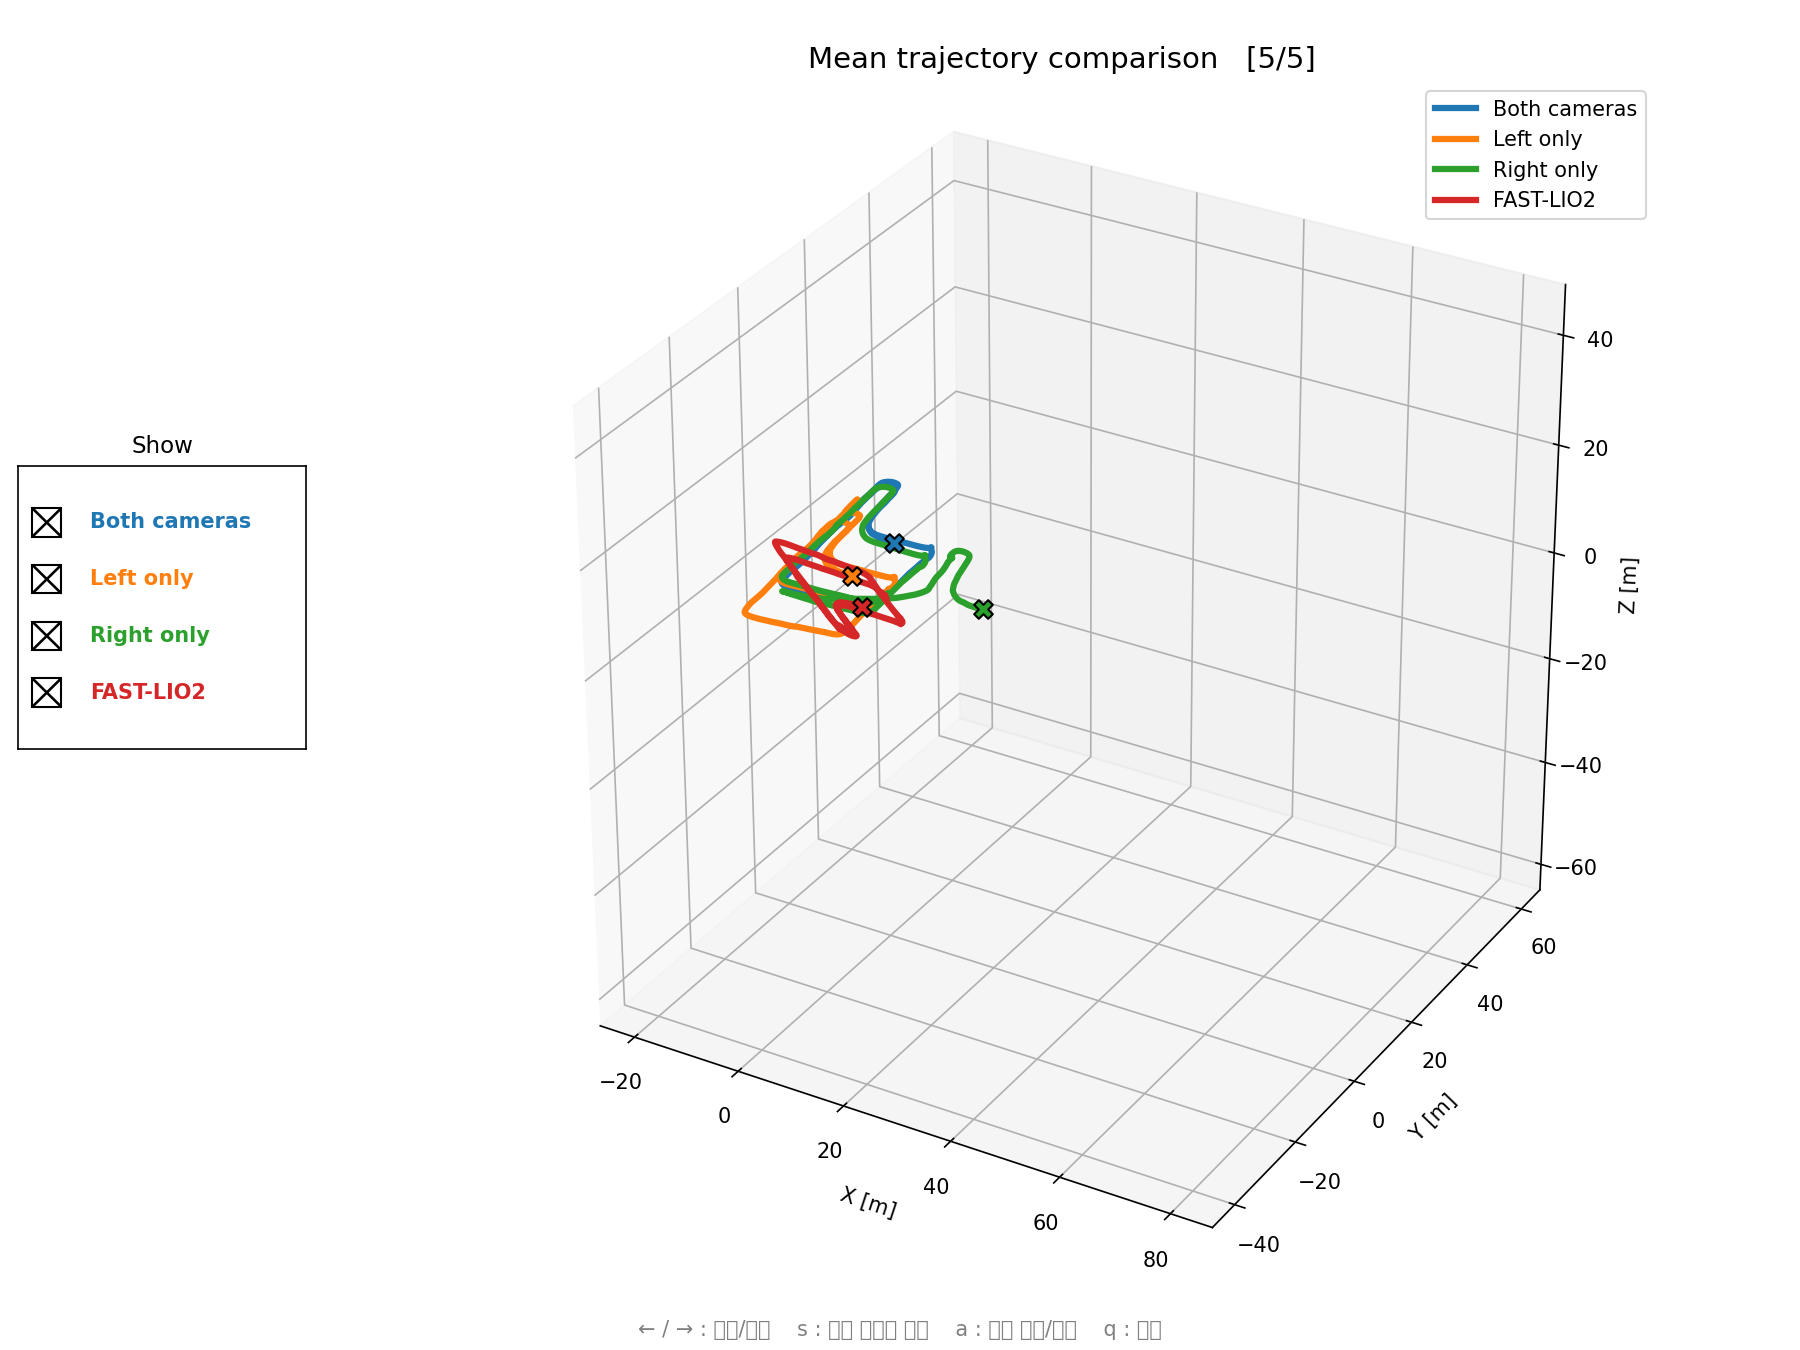 Mean trajectory comparison [5/5]
Both cameras
Left only
Right only
FAST-LIO2
Show
Both cameras
Left only
Right only
FAST-LIO2
40
20
0
−20
−40
−60
Z [m]
60
40
20
0
−20
−40
Y [m]
−20
0
20
40
60
80
X [m]
← / → : / s : a : / q :